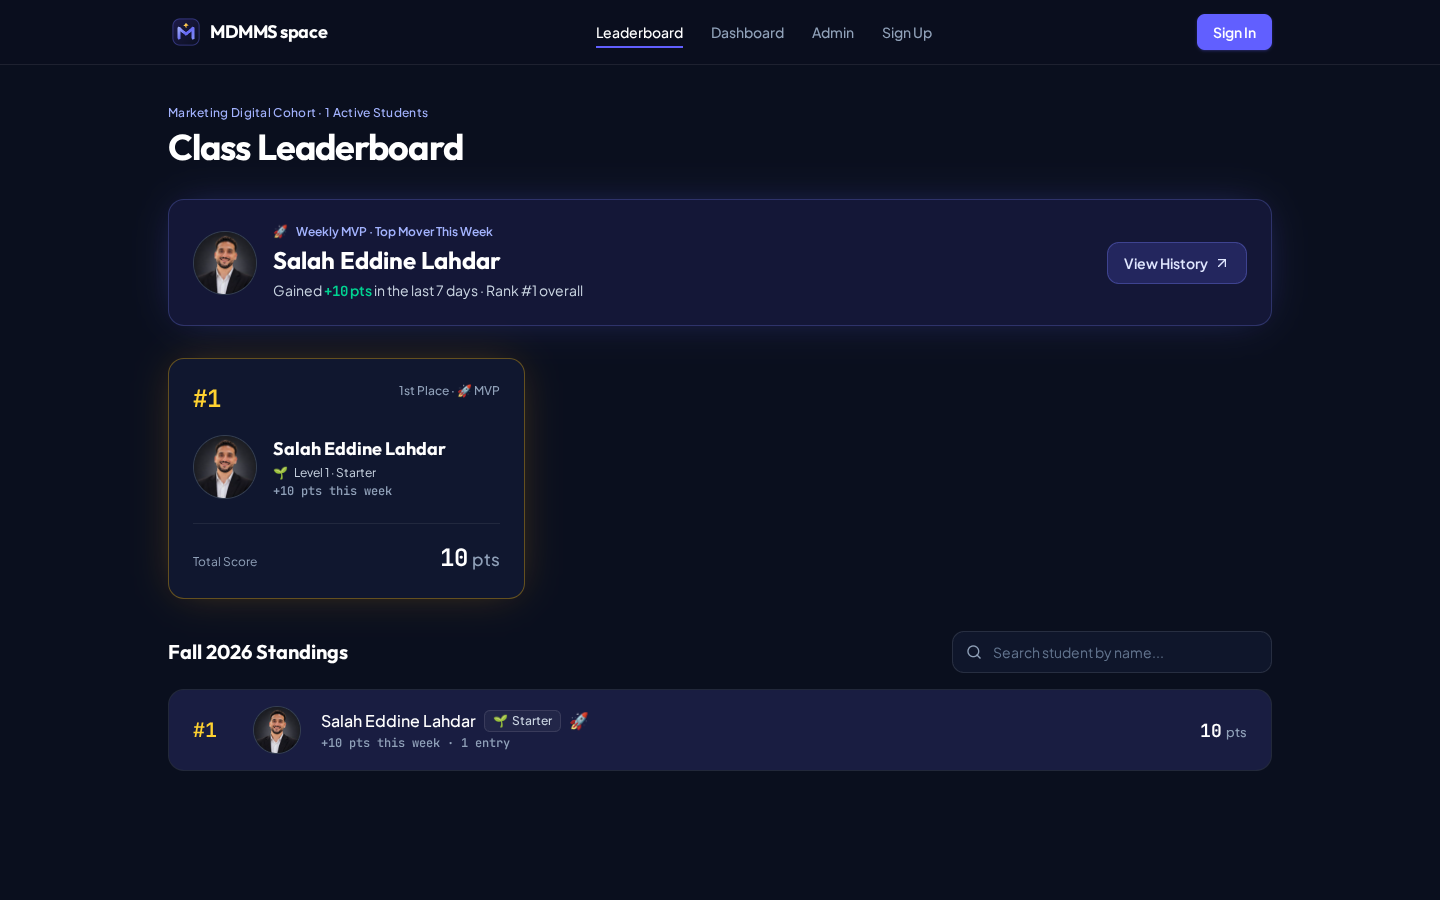 MDMMS space
Leaderboard
Dashboard
Admin
Sign Up
Sign In
Marketing Digital Cohort · 1 Active Students
Class Leaderboard
🚀 Weekly MVP · Top Mover This Week
Salah Eddine Lahdar
Gained +10 pts in the last 7 days · Rank #1 overall
View History
#1
1st Place · 🚀 MVP
Salah Eddine Lahdar
🌱 Level 1 · Starter
+10 pts this week
Total Score
10 pts
Fall 2026 Standings
Search student by name...
#1
Salah Eddine Lahdar 🌱 Starter 🚀
+10 pts this week · 1 entry
10 pts